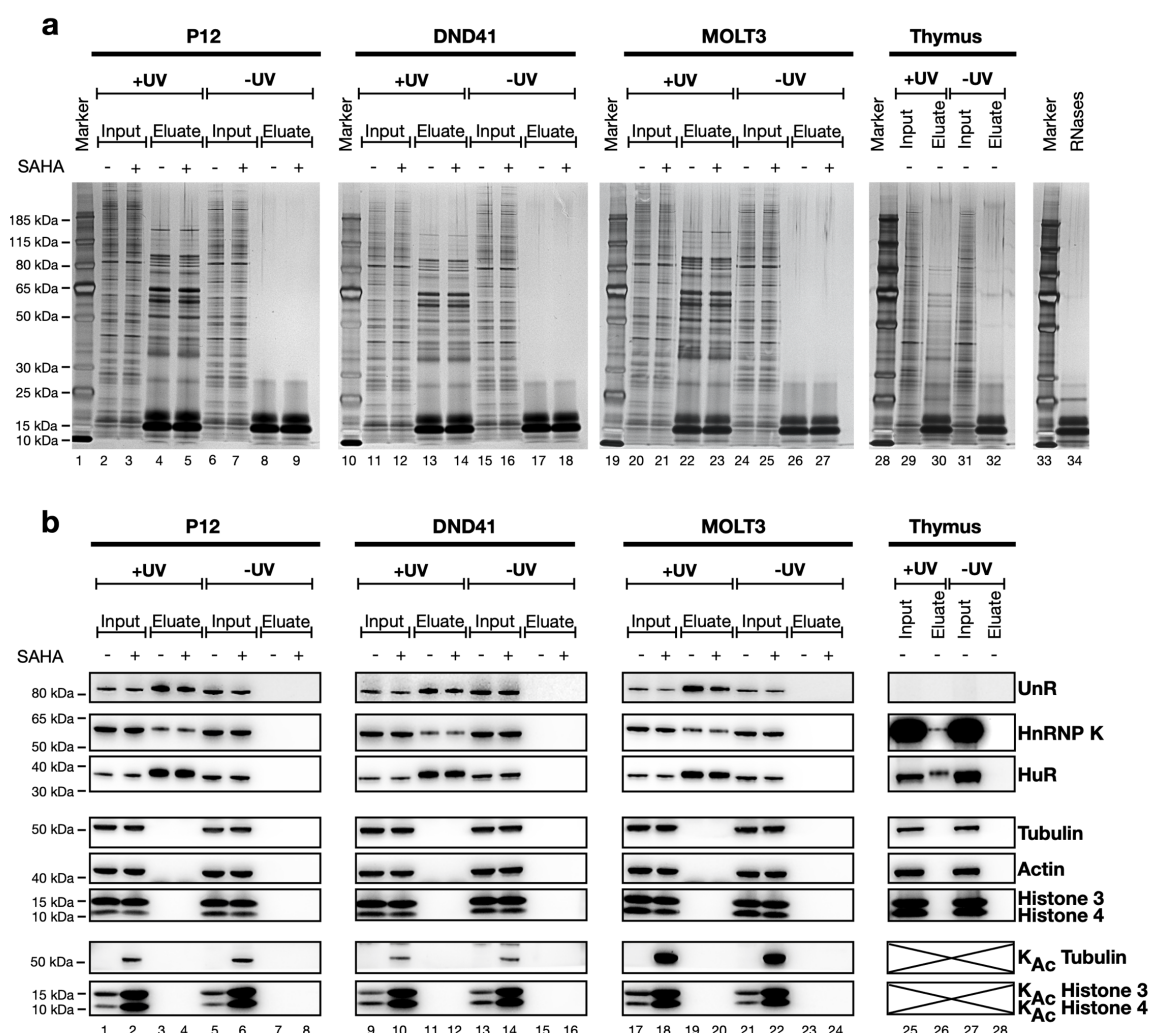 a
P12 DND41 MOLT3 Thymus
+UV -UV +UV -UV +UV -UV +UV -UV
Marker Input Eluate Input Eluate Marker Input Eluate Input Eluate Marker Input Eluate Input Eluate Marker Input Eluate Input Eluate Marker RNases
SAHA - + - + - + - + - + - + - + - + - + - + - + - + - - - -
185 kDa
115 kDa
80 kDa
65 kDa
50 kDa
30 kDa
25 kDa
15 kDa
10 kDa
1 2 3 4 5 6 7 8 9 10 11 12 13 14 15 16 17 18 19 20 21 22 23 24 25 26 27 28 29 30 31 32 33 34
b
P12 DND41 MOLT3 Thymus
+UV -UV +UV -UV +UV -UV +UV -UV
Input Eluate Input Eluate Input Eluate Input Eluate Input Eluate Input Eluate Input Eluate Input Eluate
SAHA - + - + - + - + - + - + - + - + - + - + - + - + - - - -
80 kDa UnR
65 kDa
HnRNP K
50 kDa
40 kDa
HuR
30 kDa
50 kDa Tubulin
Actin
40 kDa
15 kDa Histone 3
10 kDa Histone 4
50 kDa KAc Tubulin
15 kDa KAc Histone 3
10 kDa KAc Histone 4
1 2 3 4 5 6 7 8 9 10 11 12 13 14 15 16 17 18 19 20 21 22 23 24 25 26 27 28